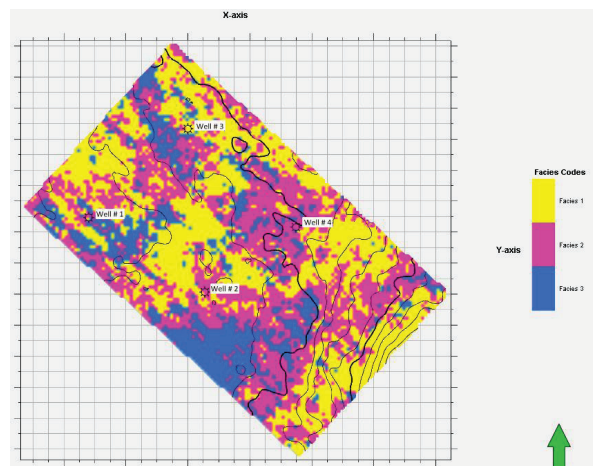 X-axis
Well # 3
Well # 1
Well # 4
Well # 2
Facies Codes
Facies 1
Y-axis
Facies 2
Facies 3